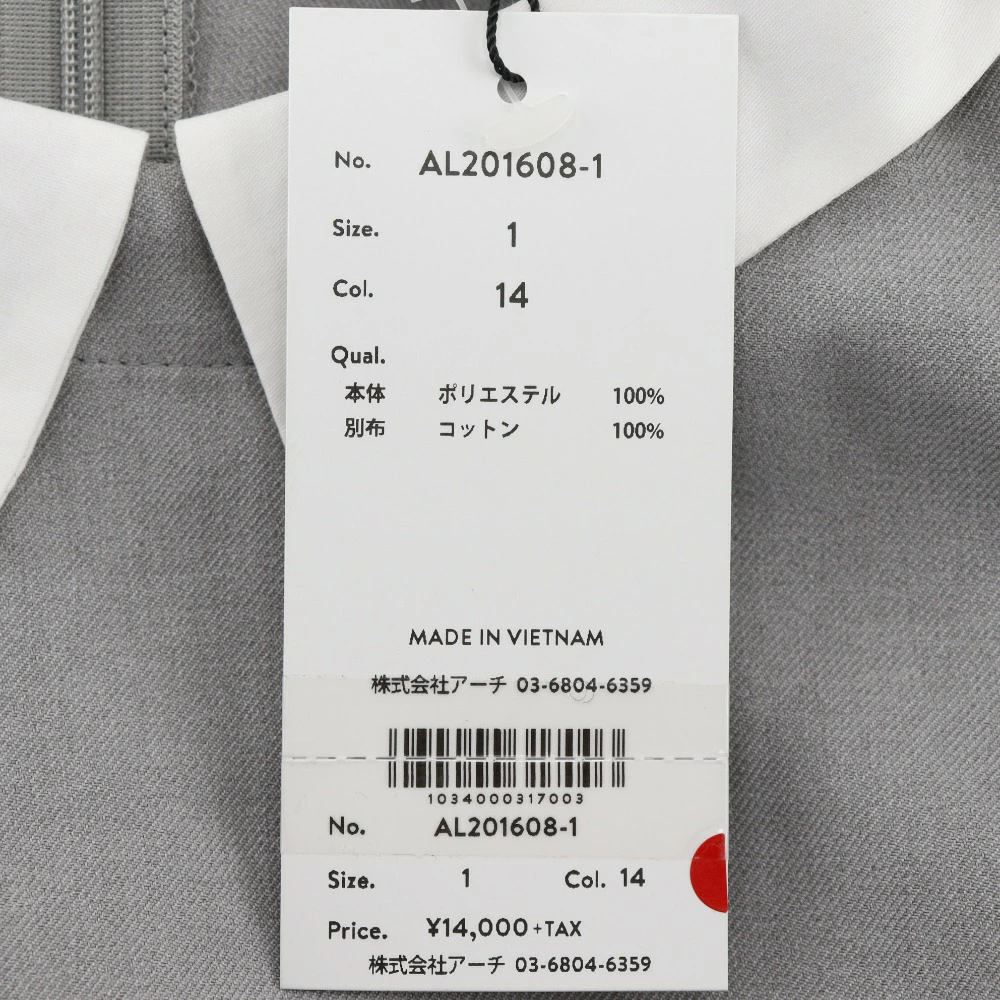 No. AL201608-1
Size. 1
Col. 14
Qual.
本体 ポリエステル 100%
別布 コットン 100%
MADE IN VIETNAM
株式会社アーチ 03-6804-6359
1034000317003
No. AL201608-1
Size. 1 Col. 14
Price. ¥14,000+TAX
株式会社アーチ 03-6804-6359